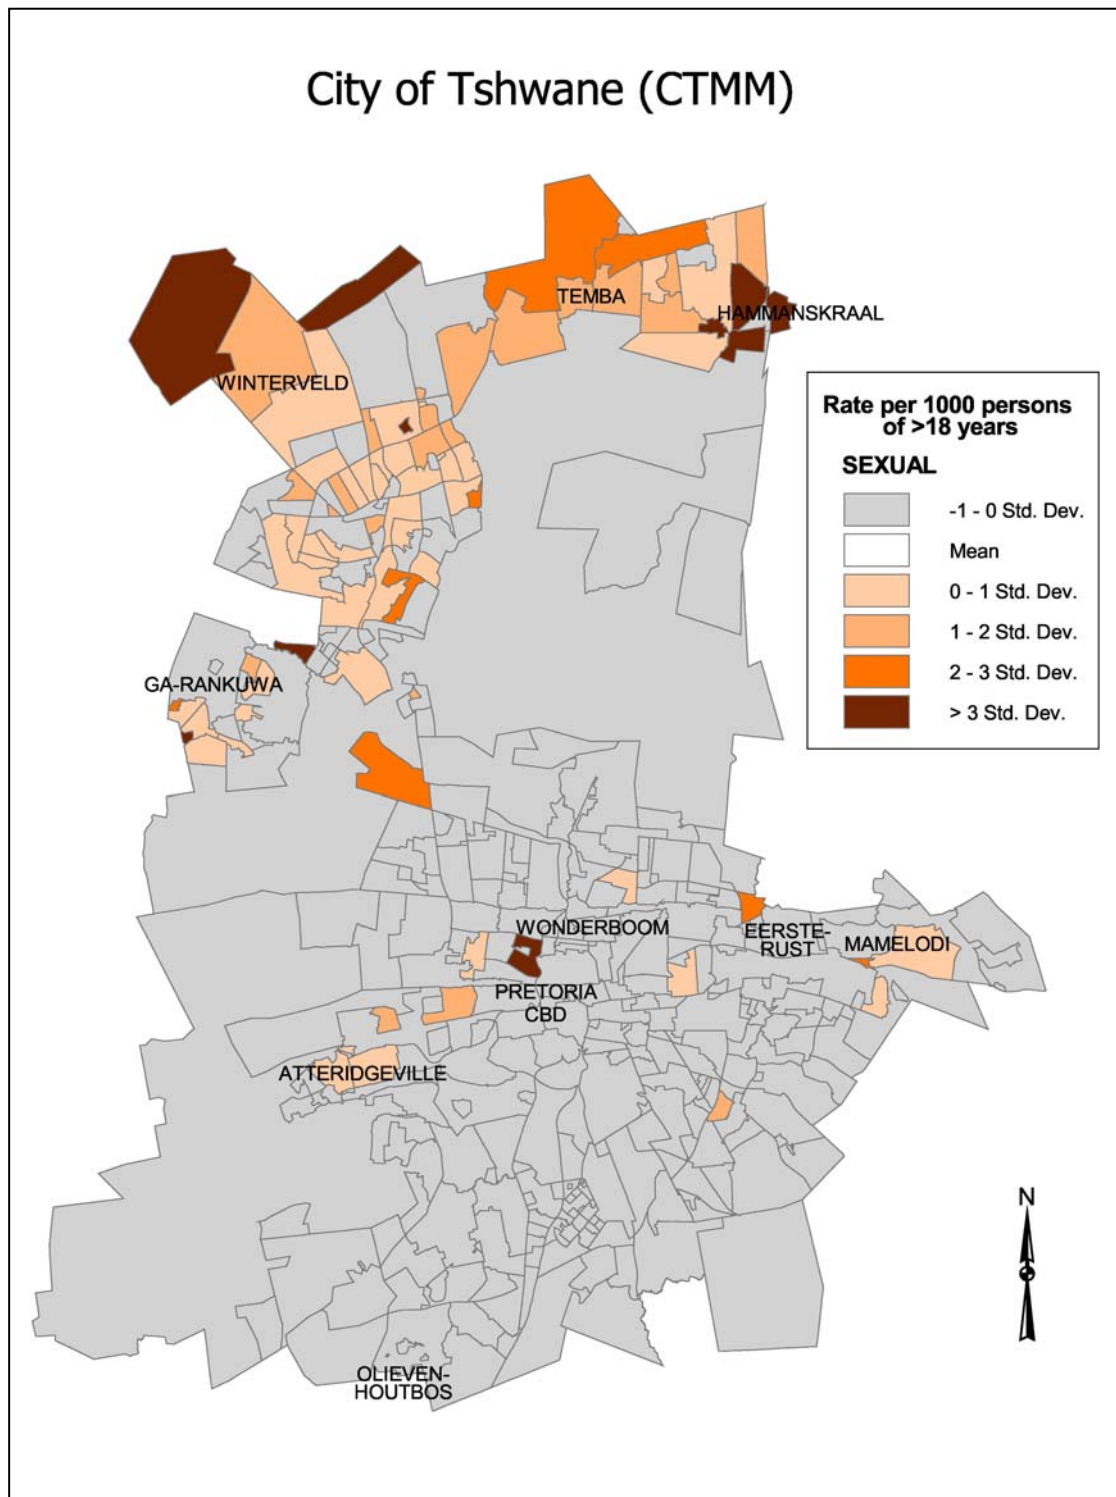 City of Tshwane (CTMM)
TEMBA
HAMMANSKRAAL
WINTERVELD
Rate per 1000 persons
of >18 years
SEXUAL
-1 - 0 Std. Dev.
Mean
0 - 1 Std. Dev.
1 - 2 Std. Dev.
2 - 3 Std. Dev.
> 3 Std. Dev.
GA-RANKUWA
WONDERBOOM
EERSTE-
RUST
MAMELODI
PRETORIA
CBD
ATTERIDGEVILLE
N
OLIEVEN-
HOUTBOS